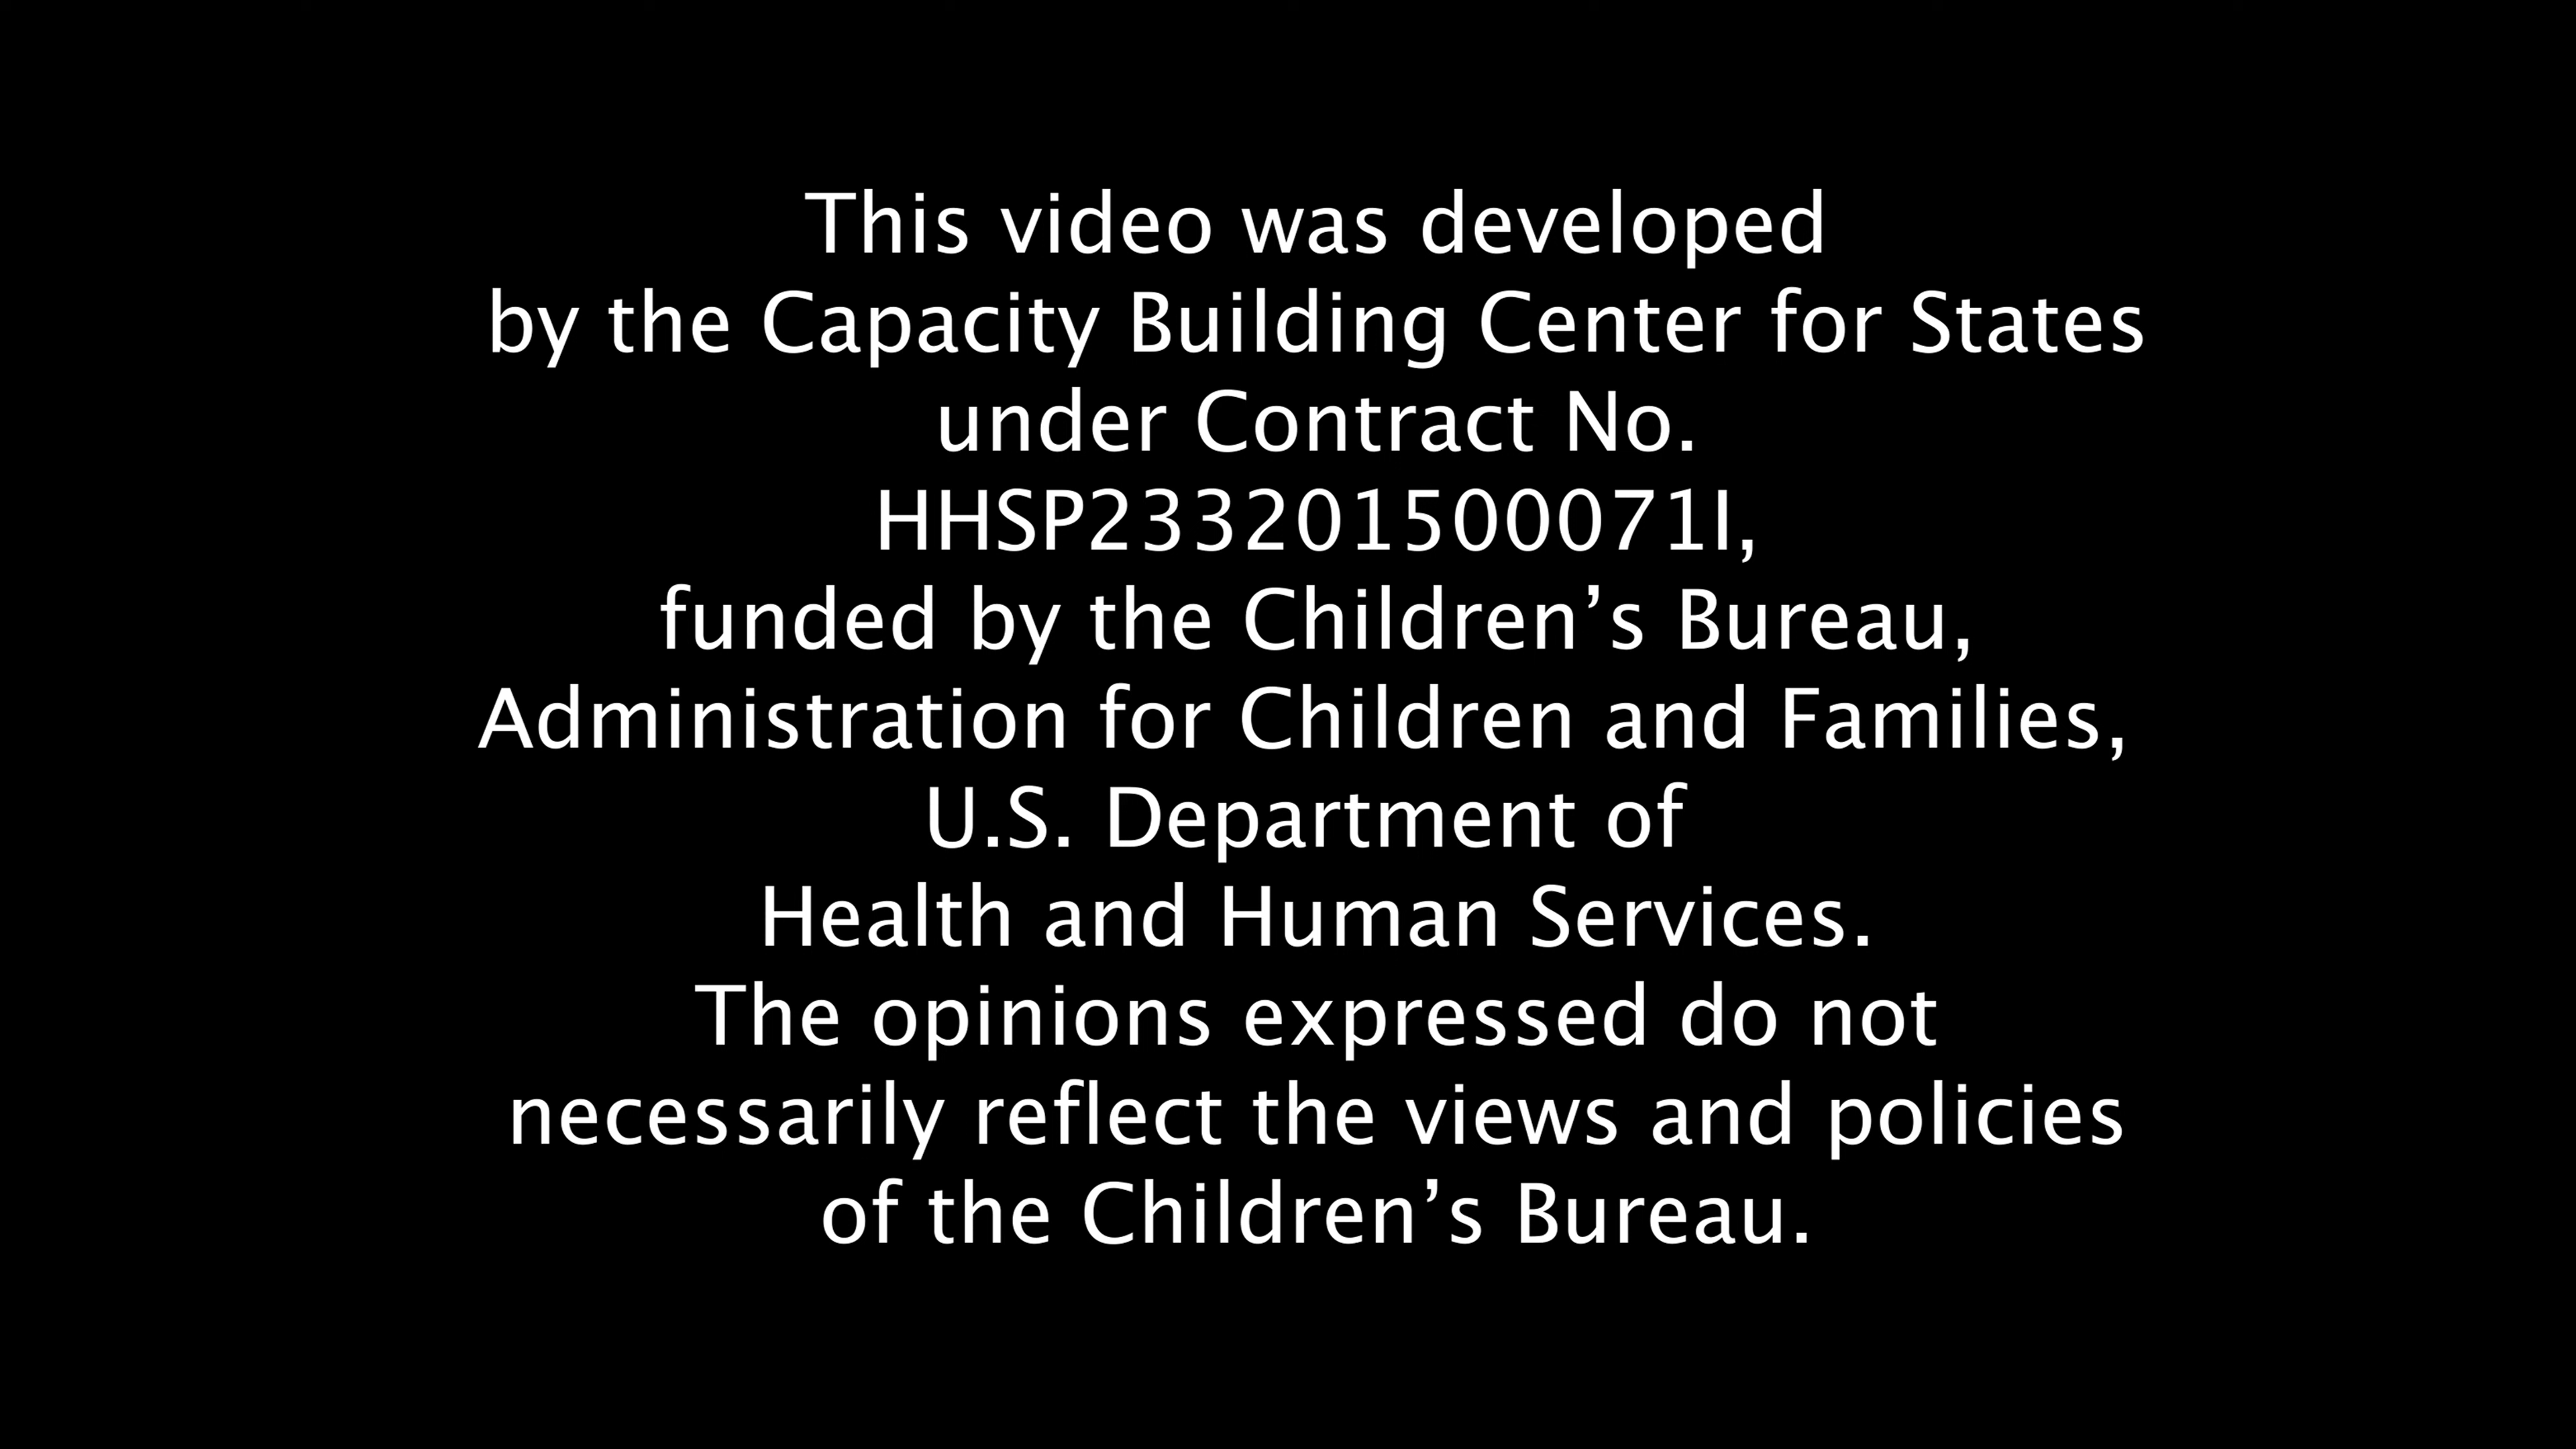 This video was developed
by the Capacity Building Center for States
under Contract No.
HHSP233201500071I,
funded by the Children’s Bureau,
Administration for Children and Families,
U.S. Department of
Health and Human Services.
The opinions expressed do not
necessarily reflect the views and policies
of the Children’s Bureau.